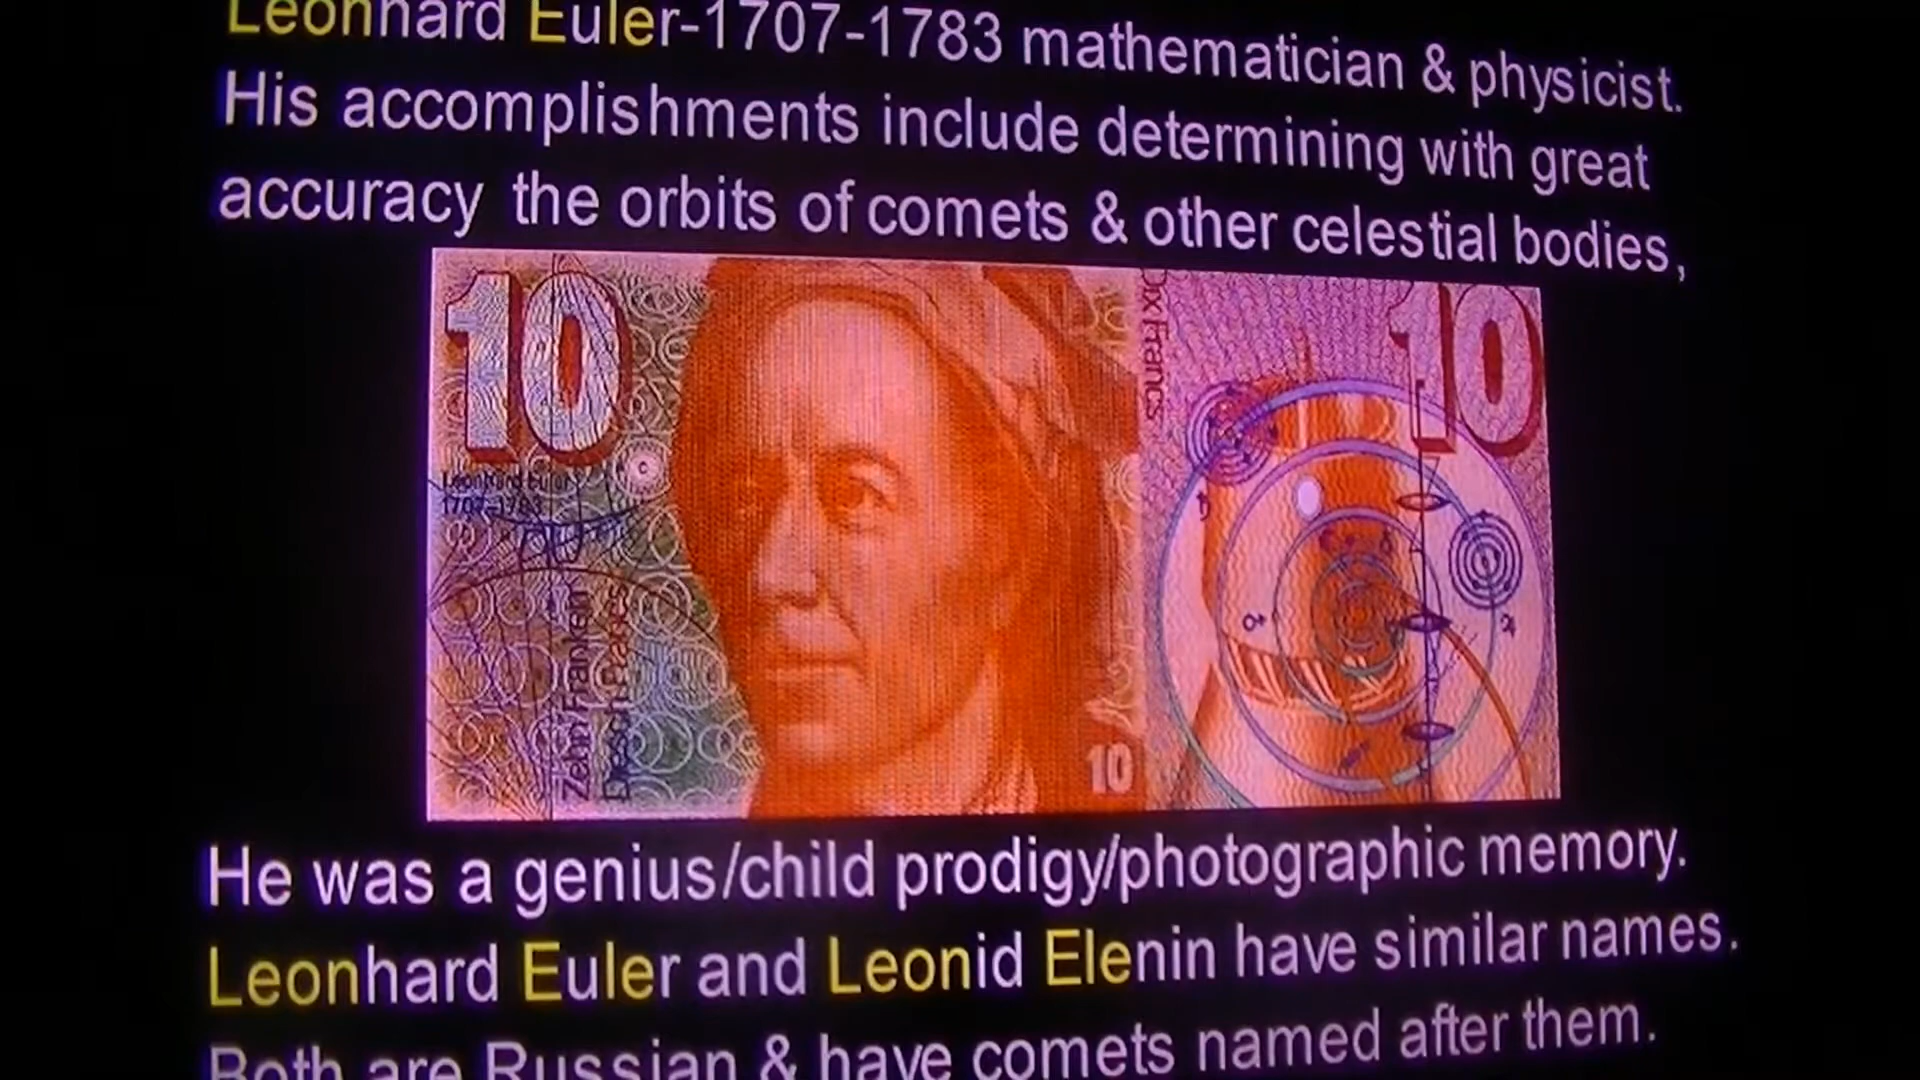 Leonhard Euler-1707-1783 mathematician & physicist.
His accomplishments include determining with great
accuracy the orbits of comets & other celestial bodies,
10
10
Dix Francs
Leonhard Euler
1707-1783
Zehn Franken
Diesch Francs
10
He was a genius/child prodigy/photographic memory.
Leonhard Euler and Leonid Elenin have similar names.
Both are Russian & have comets named after them.